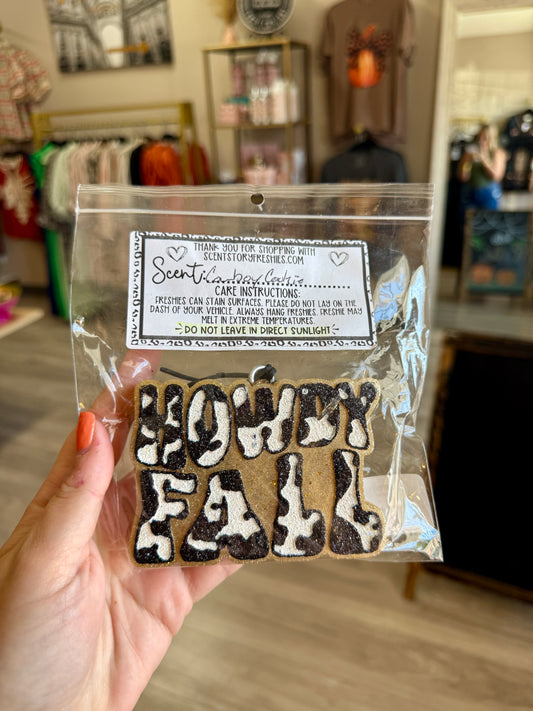 THANK YOU FOR SHOPPING WITH
SCENTSTORYFRESHIES.COM
Scent: Cowboy Cookie
CARE INSTRUCTIONS:
FRESHIES CAN STAIN SURFACES. PLEASE DO NOT LAY ON THE
DASH OF YOUR VEHICLE. ALWAYS HANG FRESHIES. FRESHIE MAY
MELT IN EXTREME TEMPERATURES.
DO NOT LEAVE IN DIRECT SUNLIGHT
HOWDY
FALL